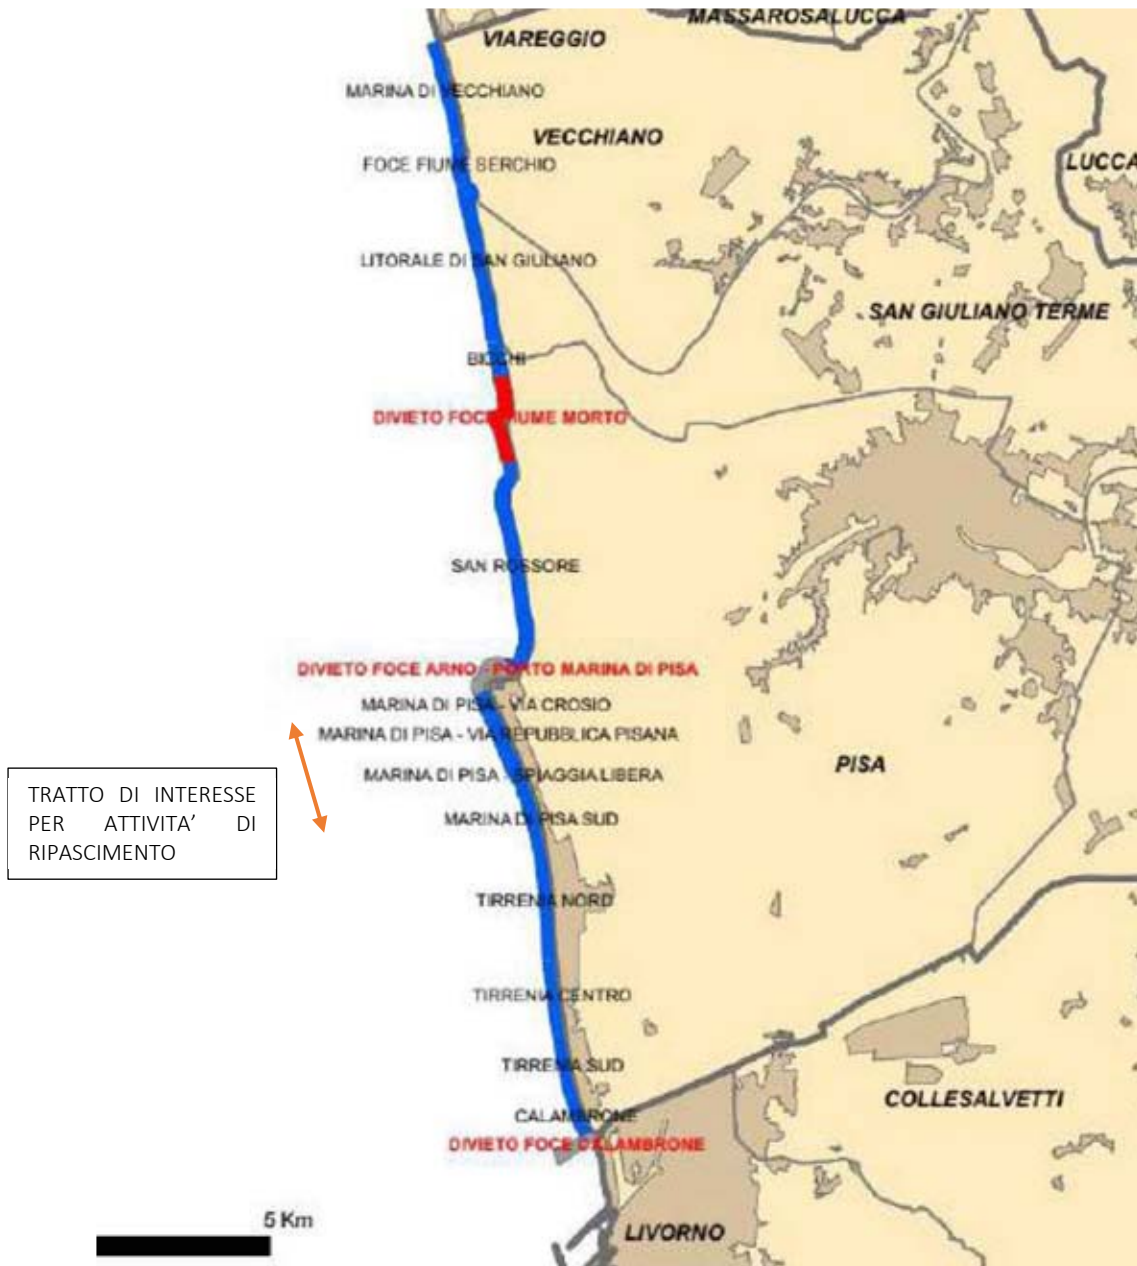 MASSAROSALUCCA
VIAREGGIO
MARINA DI VECCHIANO
VECCHIANO
FOCE FIUME SERCHIO
LUCCA
LITORALE DI SAN GIULIANO
SAN GIULIANO TERME
BICCHI
DIVIETO FOCE FIUME MORTO
SAN ROSSORE
DIVIETO FOCE ARNO - PORTO MARINA DI PISA
MARINA DI PISA - VIA CROSIO
MARINA DI PISA - VIA REPUBBLICA PISANA
PISA
MARINA DI PISA - SPIAGGIA LIBERA
TRATTO DI INTERESSE
PER ATTIVITA’ DI
RIPASCIMENTO
MARINA DI PISA SUD
TIRRENIA NORD
TIRRENIA CENTRO
TIRRENIA SUD
COLLESALVETTI
CALAMBRONE
DIVIETO FOCE CALAMBRONE
5 Km
LIVORNO